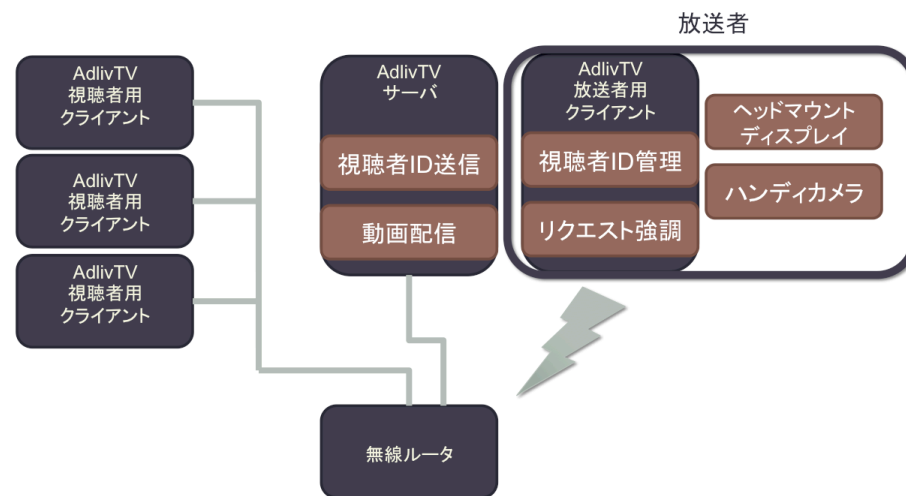 放送者
AdlivTV
視聴者用
クライアント
AdlivTV
視聴者用
クライアント
AdlivTV
視聴者用
クライアント
AdlivTV
サーバ
視聴者ID送信
動画配信
AdlivTV
放送者用
クライアント
視聴者ID管理
リクエスト強調
ヘッドマウント
ディスプレイ
ハンディカメラ
無線ルータ